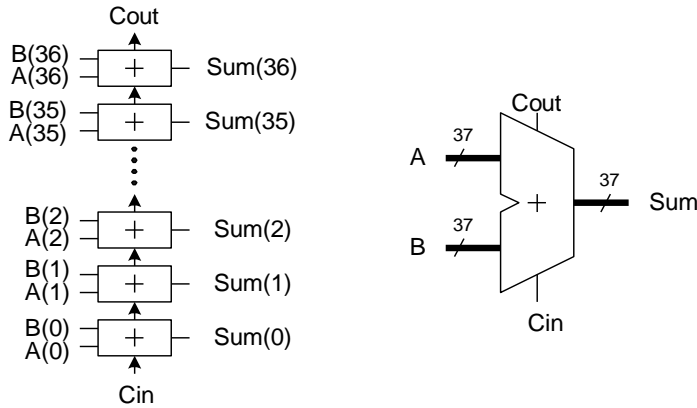 Cout
B(36)
A(36)
+
Sum(36)
B(35)
A(35)
+
Sum(35)
B(2)
A(2)
+
Sum(2)
B(1)
A(1)
+
Sum(1)
B(0)
A(0)
+
Sum(0)
Cin
Cout
A
37
B
37
+
37
Sum
Cin